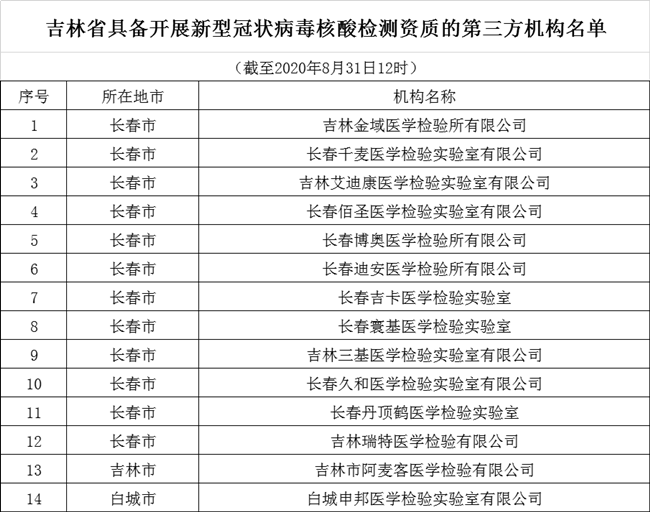 吉林省具备开展新型冠状病毒核酸检测资质的第三方机构名单
（截至2020年8月31日12时）
序号 所在地市 机构名称
1 长春市 吉林金域医学检验所有限公司
2 长春市 长春千麦医学检验实验室有限公司
3 长春市 吉林艾迪康医学检验实验室有限公司
4 长春市 长春佰圣医学检验实验室有限公司
5 长春市 长春博奥医学检验所有限公司
6 长春市 长春迪安医学检验所有限公司
7 长春市 长春吉卡医学检验实验室
8 长春市 长春寰基医学检验实验室
9 长春市 吉林三基医学检验实验室有限公司
10 长春市 长春久和医学检验实验室有限公司
11 长春市 长春丹顶鹤医学检验实验室
12 长春市 吉林瑞特医学检验有限公司
13 吉林市 吉林市阿麦客医学检验有限公司
14 白城市 白城申邦医学检验实验室有限公司